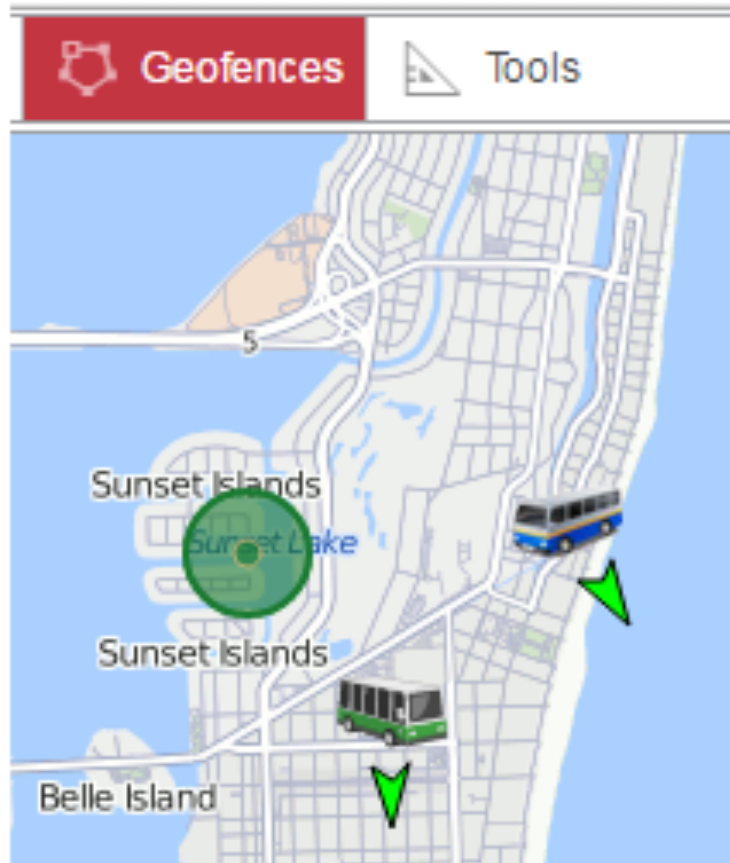 Geofences
Tools
5
Sunset Islands
Sunset Lake
Sunset Islands
Belle Island